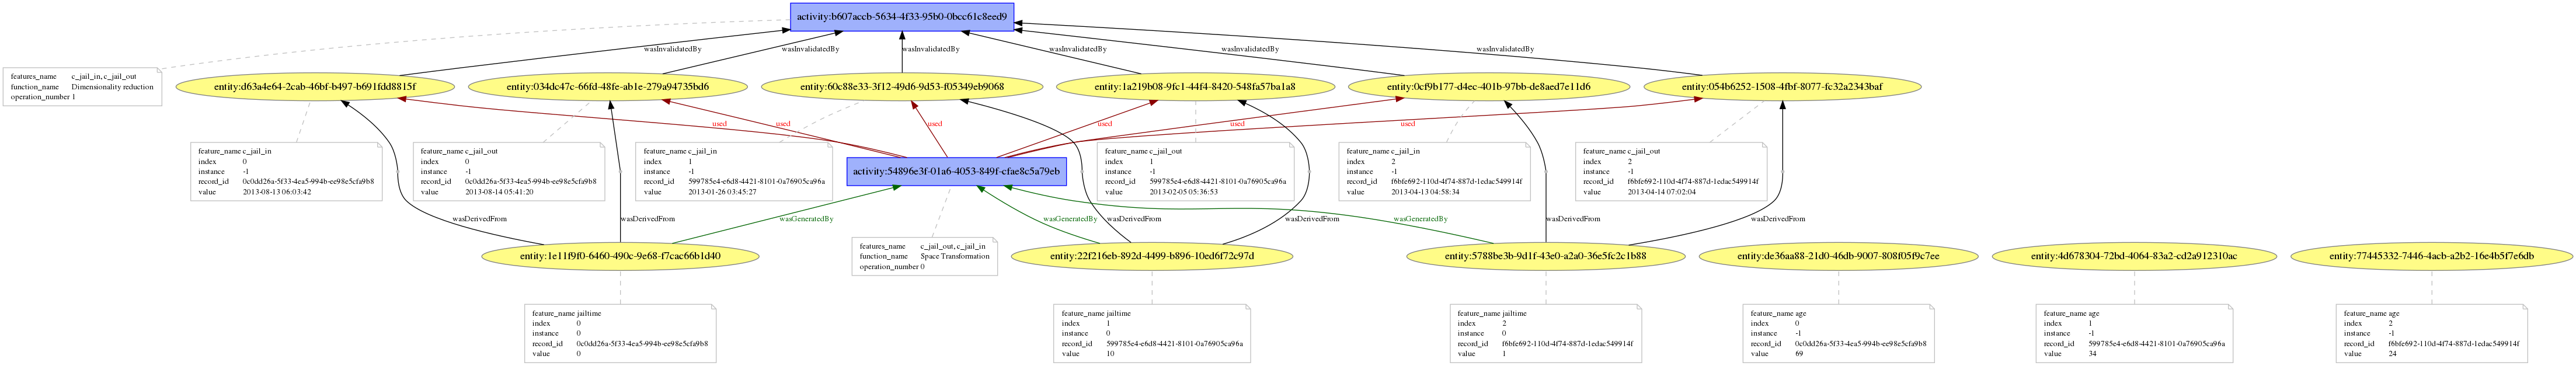 activity:b607accb-5634-4f33-95b0-0bcc61c8eed9
wasInvalidatedBy
wasInvalidatedBy
wasInvalidatedBy
wasInvalidatedBy
wasInvalidatedBy
wasInvalidatedBy
features_name c_jail_in, c_jail_out
function_name Dimensionality reduction
operation_number 1
entity:d63a4e64-2cab-46bf-b497-b691fdd8815f
entity:034dc47c-66fd-48fe-ab1e-279a94735bd6
entity:60c88e33-3f12-49d6-9d53-f05349eb9068
entity:1a219b08-9fc1-44f4-8420-548fa57ba1a8
entity:0cf9b177-d4ec-401b-97bb-de8aed7e11d6
entity:054b6252-1508-4fbf-8077-fc32a2343baf
used
used
used
used
used
used
feature_name c_jail_in
index 0
instance -1
record_id 0c0dd26a-5f33-4ea5-994b-ee98e5cfa9b8
value 2013-08-13 06:03:42
feature_name c_jail_out
index 0
instance -1
record_id 0c0dd26a-5f33-4ea5-994b-ee98e5cfa9b8
value 2013-08-14 05:41:20
feature_name c_jail_in
index 1
instance -1
record_id 599785e4-e6d8-4421-8101-0a76905ca96a
value 2013-01-26 03:45:27
activity:54896e3f-01a6-4053-849f-cfae8c5a79eb
feature_name c_jail_out
index 1
instance -1
record_id 599785e4-e6d8-4421-8101-0a76905ca96a
value 2013-02-05 05:36:53
feature_name c_jail_in
index 2
instance -1
record_id f6bfe692-110d-4f74-887d-1edac549914f
value 2013-04-13 04:58:34
feature_name c_jail_out
index 2
instance -1
record_id f6bfe692-110d-4f74-887d-1edac549914f
value 2013-04-14 07:02:04
wasDerivedFrom
wasDerivedFrom
wasGeneratedBy
wasGeneratedBy
wasDerivedFrom
wasDerivedFrom
wasGeneratedBy
wasDerivedFrom
wasDerivedFrom
features_name c_jail_out, c_jail_in
function_name Space Transformation
operation_number 0
entity:1e11f9f0-6460-490c-9e68-f7cac66b1d40
entity:22f216eb-892d-4499-b896-10ed6f72c97d
entity:5788be3b-9d1f-43e0-a2a0-36e5fc2c1b88
entity:de36aa88-21d0-46db-9007-808f05f9c7ee
entity:4d678304-72bd-4064-83a2-cd2a912310ac
entity:77445332-7446-4acb-a2b2-16e4b5f7e6db
feature_name jailtime
index 0
instance 0
record_id 0c0dd26a-5f33-4ea5-994b-ee98e5cfa9b8
value 0
feature_name jailtime
index 1
instance 0
record_id 599785e4-e6d8-4421-8101-0a76905ca96a
value 10
feature_name jailtime
index 2
instance 0
record_id f6bfe692-110d-4f74-887d-1edac549914f
value 1
feature_name age
index 0
instance -1
record_id 0c0dd26a-5f33-4ea5-994b-ee98e5cfa9b8
value 69
feature_name age
index 1
instance -1
record_id 599785e4-e6d8-4421-8101-0a76905ca96a
value 34
feature_name age
index 2
instance -1
record_id f6bfe692-110d-4f74-887d-1edac549914f
value 24